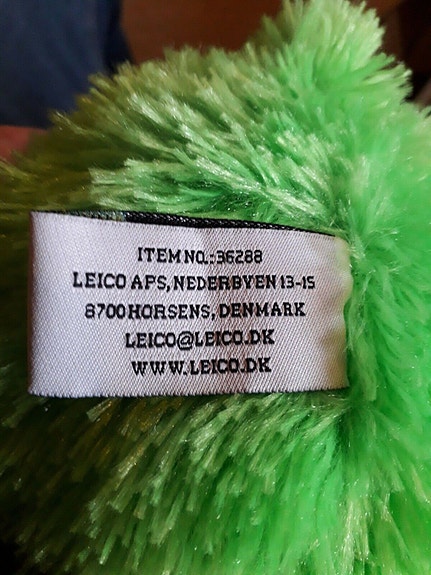 ITEM NO.:36288
LEICO APS, NEDERBYEN 13-15
8700 HORSENS, DENMARK
LEICO@LEICO.DK
WWW.LEICO.DK